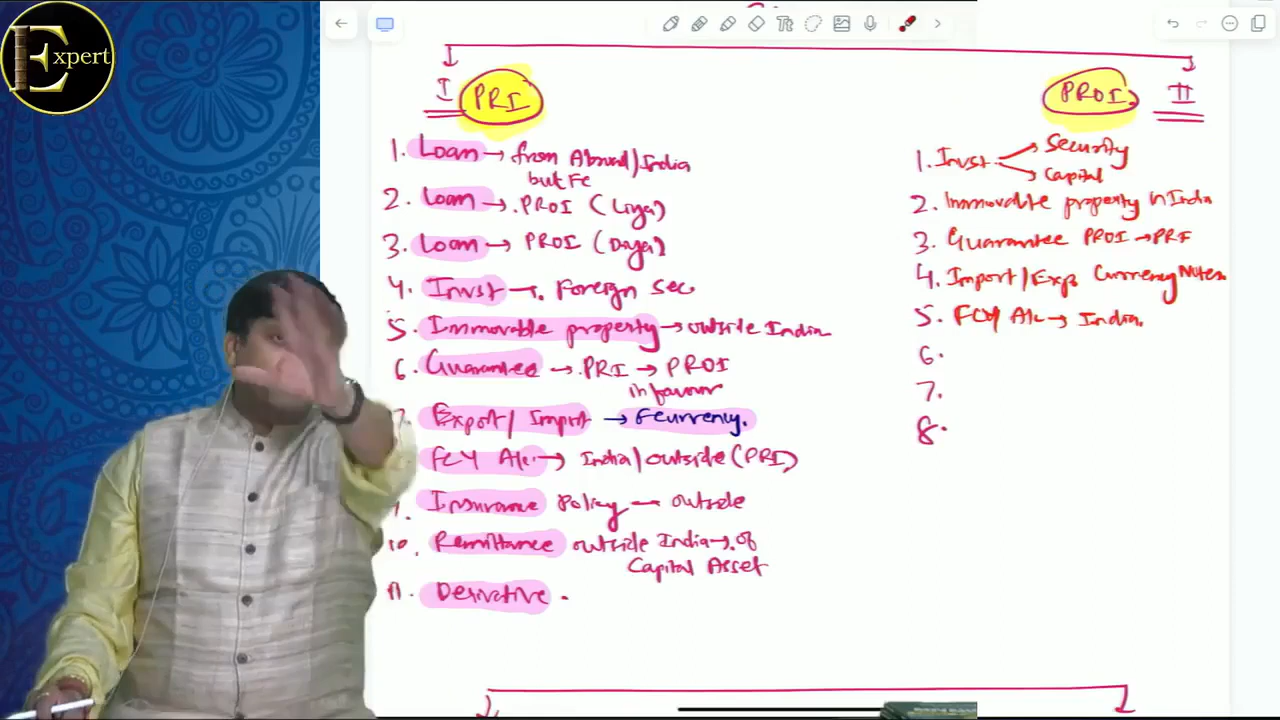 Expert
I PRI
1. Loan → from Abroad/India
but Fc
2. Loan → PROI (Liya)
3. Loan → PROI (Diya)
4. Invst → Foreign Sec
5. Immovable property → outside India
6. Guarantee → PRI → PROI
in favour
7. Export/Import → Fcurrency.
FCY A/c → India/outside (PRI)
Insurance Policy — outside
10. Remittance outside India → of
Capital Asset
11. Derivative.
PROI II
1. Invst → Security
→ Capital
2. Immovable property in India
3. Guarantee PROI → PRI
4. Import/Exp Currency Notes
5. FCY A/c → India.
6.
7.
8.